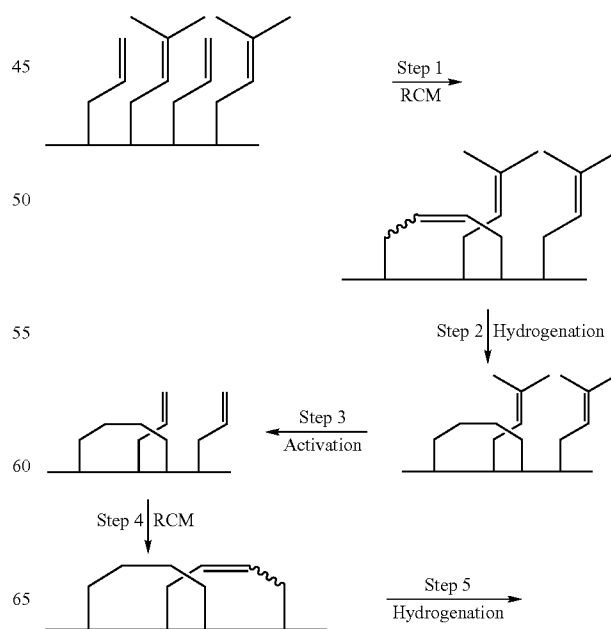 45
Step 1
RCM
50
55
Step 2 Hydrogenation
Step 3
Activation
60
Step 4 RCM
65
Step 5
Hydrogenation